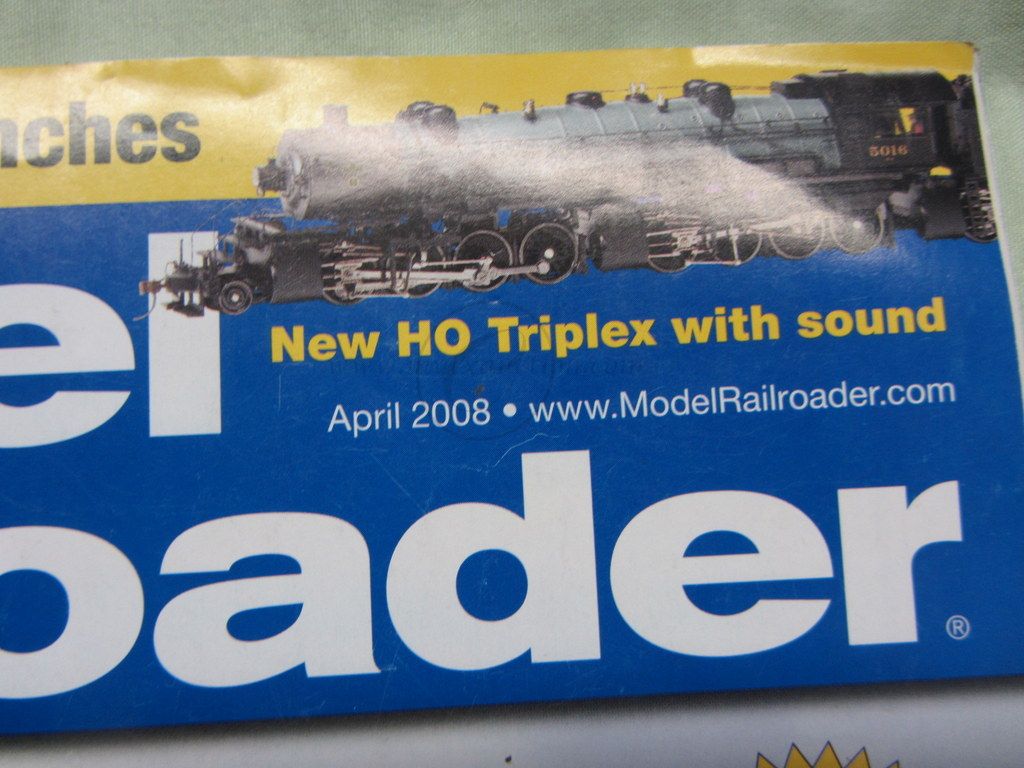 nches
5016
el
New HO Triplex with sound
April 2008 • www.ModelRailroader.com
oader®